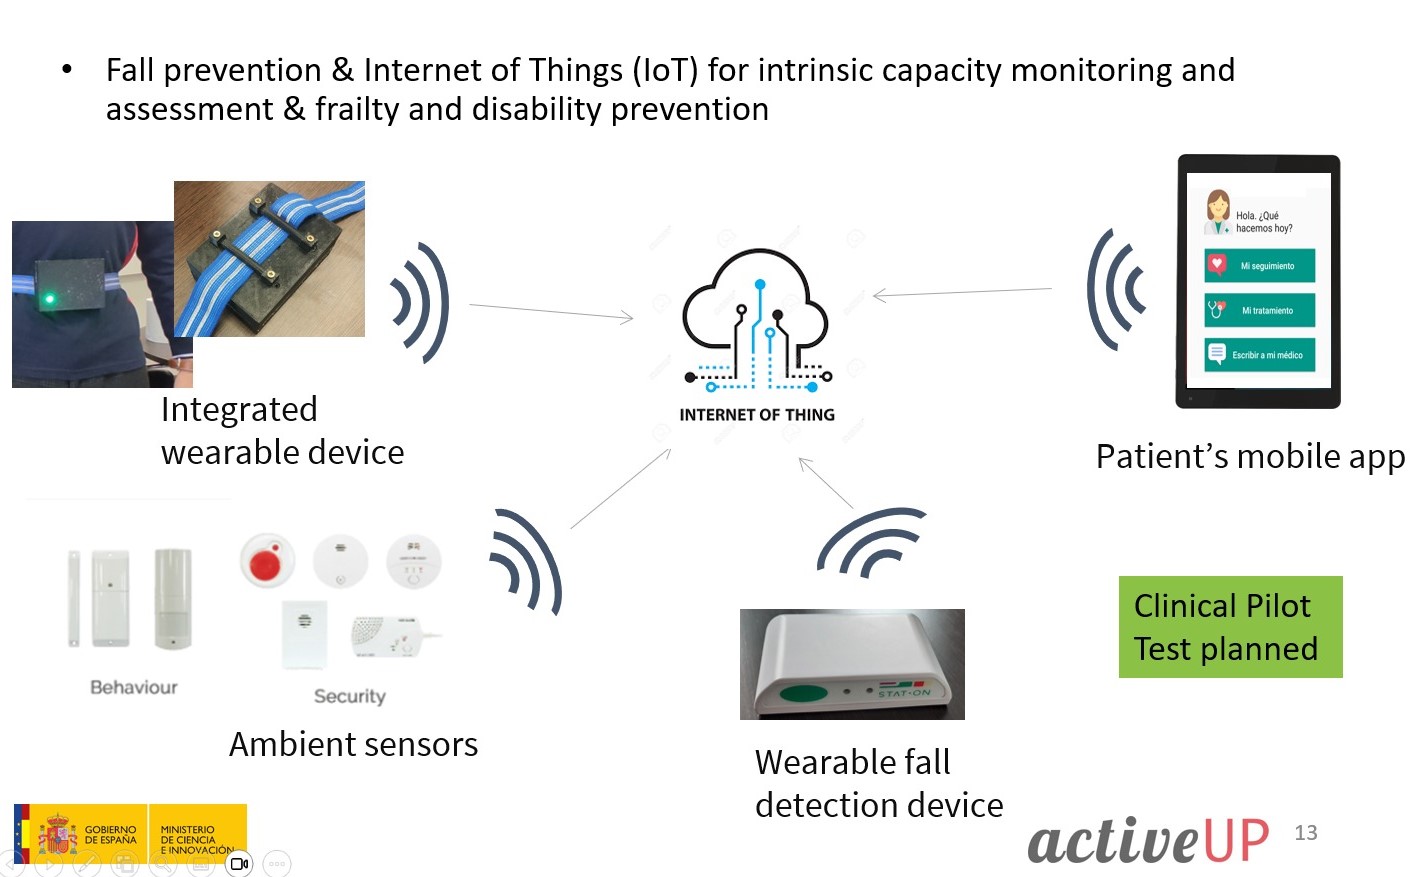 • Fall prevention & Internet of Things (IoT) for intrinsic capacity monitoring and
assessment & frailty and disability prevention
Hola. ¿Qué
hacemos hoy?
Mi seguimiento
Mi tratamiento
Escribir a mi médico
INTERNET OF THING
Integrated
wearable device
Patient’s mobile app
Behaviour
Security
Ambient sensors
STAT-ON
Wearable fall
detection device
Clinical Pilot
Test planned
GOBIERNO
DE ESPAÑA
MINISTERIO
DE CIENCIA
E INNOVACIÓN
activeUP
13